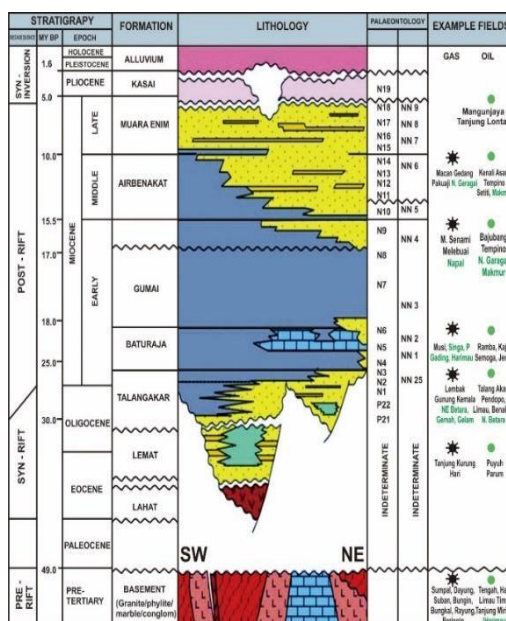 STRATIGRAPY
FORMATION
LITHOLOGY
PALAEONTOLOGY
EXAMPLE FIELDS
MY BP
EPOCH
GAS
OIL
SYN - INVERSION
POST - RIFT
SYN - RIFT
PRE - RIFT
1.6
5.0
10.0
15.5
17.0
18.0
25.0
30.0
49.0
HOLOCENE
PLEISTOCENE
PLIOCENE
MIOCENE
LATE
MIDDLE
EARLY
OLIGOCENE
EOCENE
PALEOCENE
PRE-
TERTIARY
ALLUVIUM
KASAI
MUARA ENIM
AIRBENAKAT
GUMAI
BATURAJA
TALANGAKAR
LEMAT
LAHAT
BASEMENT
(Granite/phylite/
marble/conglom)
SW
NE
N19
N18
N17
N16
N15
N14
N13
N12
N11
N10
N9
N8
N7
N6
N5
N4
N3
N2
N1
P22
P21
INDETERMINATE
NN 9
NN 8
NN 7
NN 6
NN 5
NN 4
NN 3
NN 2
NN 1
NN 25
INDETERMINATE
Mangunjaya
Tanjung Lonta
Macan Gedang
Pakuaji N. Geragai
Kenali Asan
Tempino
Setiti, Makm
M. Senami
Melebuai
Napal
Bajubang
Tempino
N. Garaga
Makmur
Musi, Singa, P
Gading, Harimau
Ramba, Kaj
Semoga, Jen
Lembak
Gunung Kemala
NE Betara,
Gemah, Gelam
Talang Aka
Pendopo,
Limau, Benak
N. Betara
Tanjung Kurung
Hari
Puyuh
Parum
Sumpal, Dayung,
Suban, Bungin,
Bungkal, Rayung,
Tengah, Ha
Limau Tim
Tanjung Miri